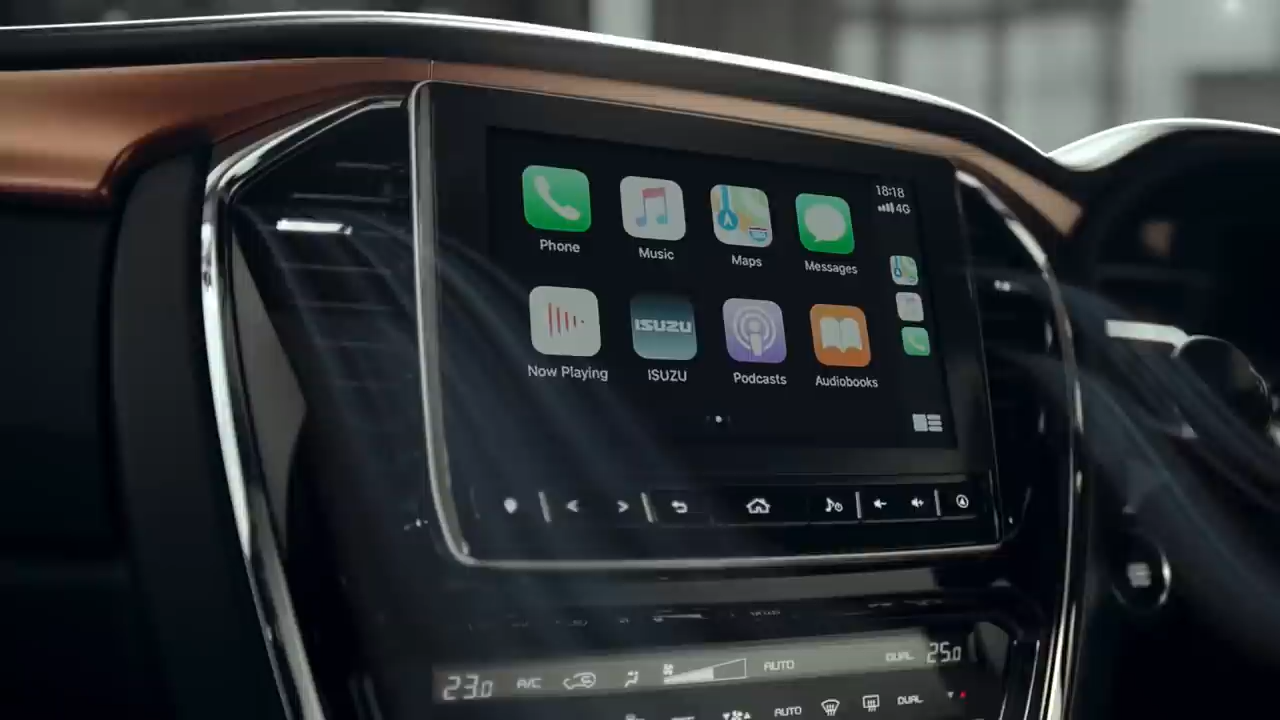 18:18
4G
Phone
Music
Maps
Messages
ISUZU
Now Playing
ISUZU
Podcasts
Audiobooks
23.0
A/C
AUTO
DUAL
25.0
AUTO
DUAL